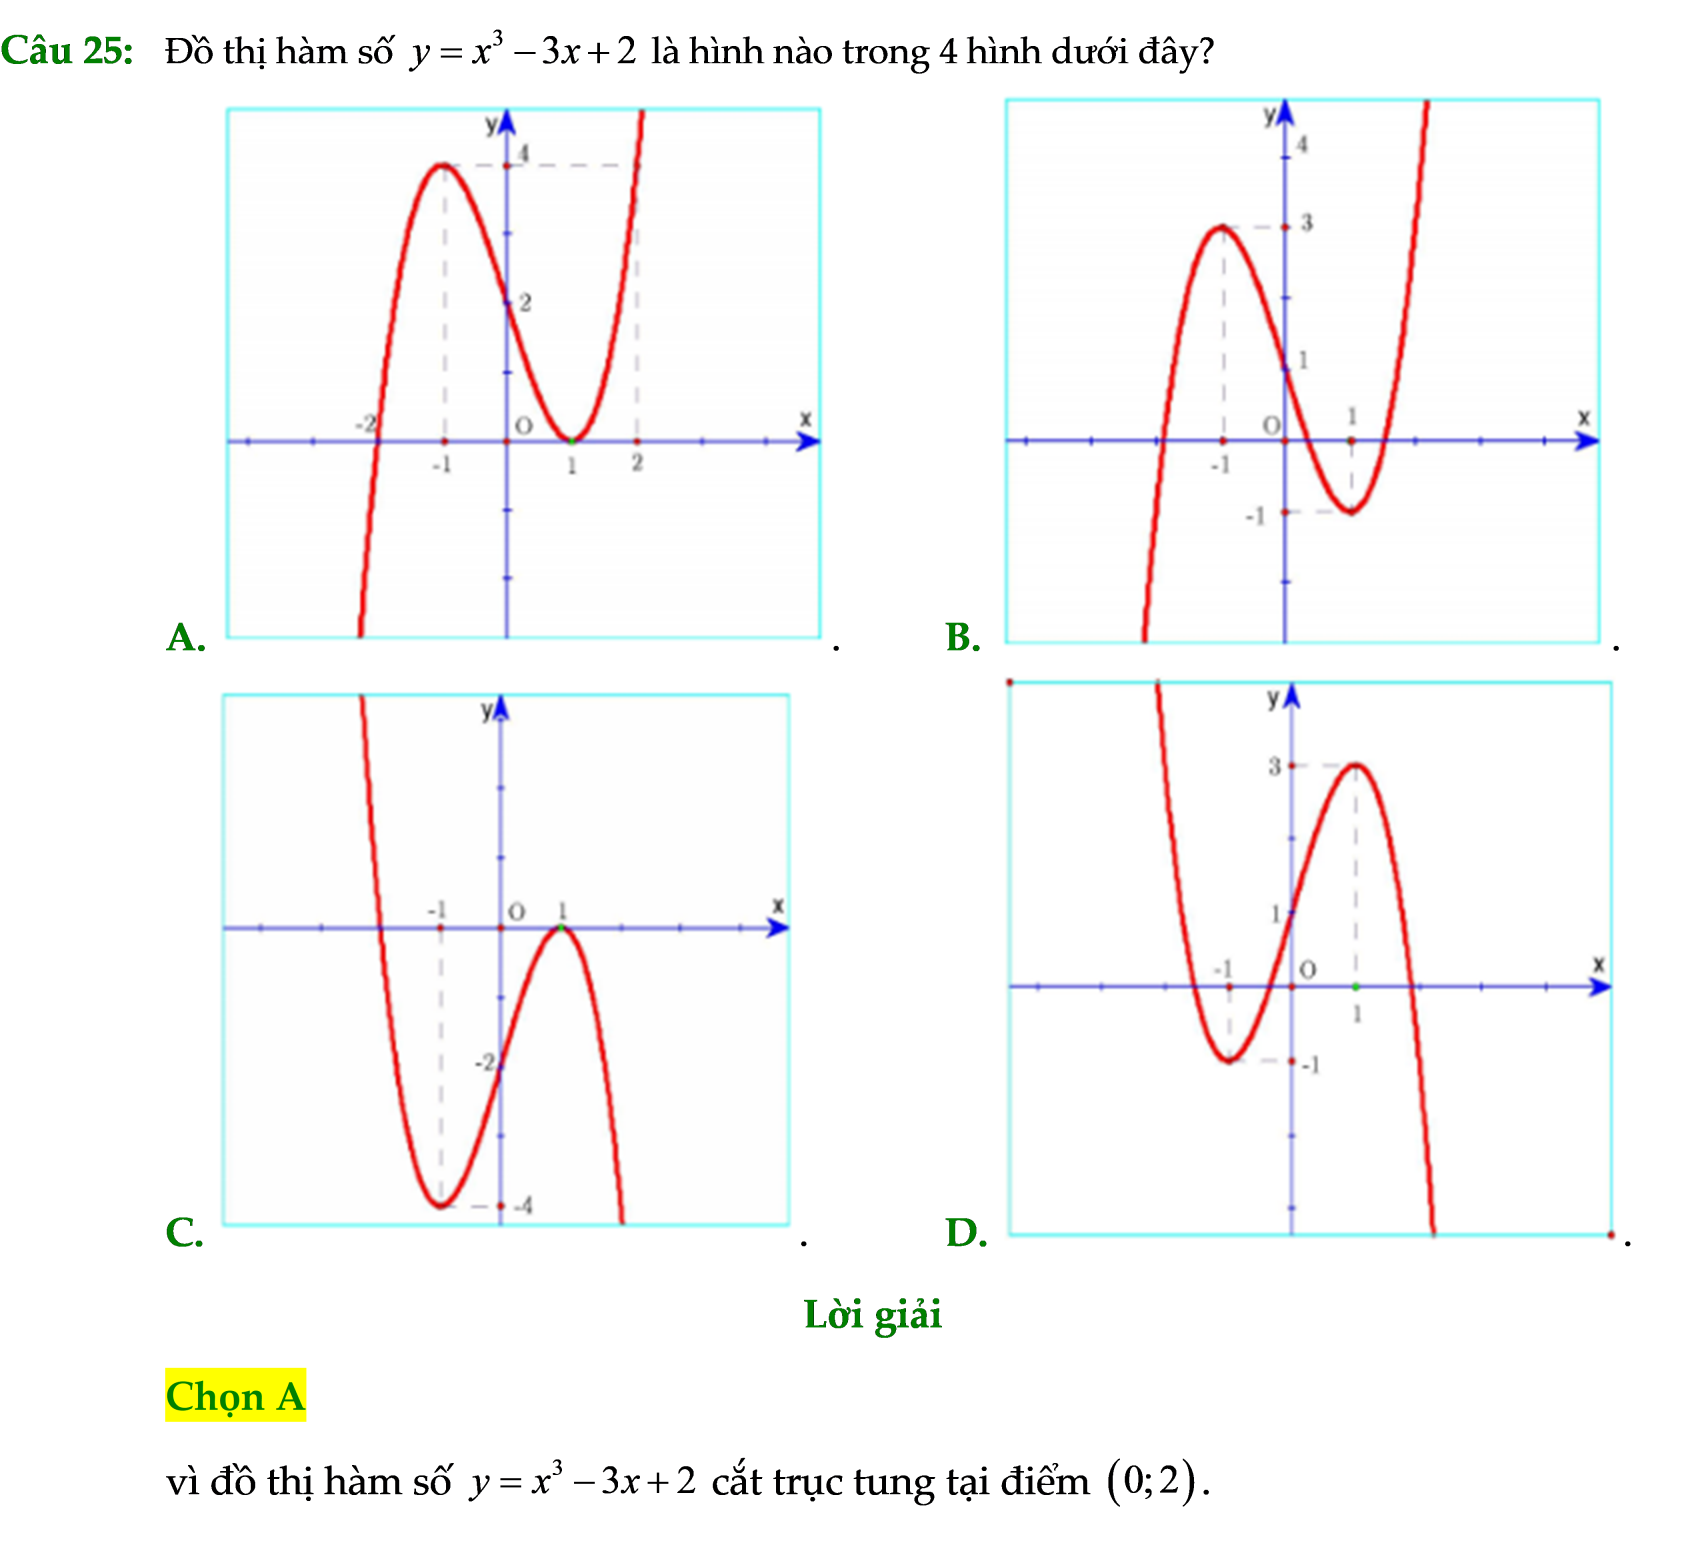 Câu 25: Đồ thị hàm số y = x³ − 3x + 2 là hình nào trong 4 hình dưới đây?
y
4
2
-2
O
x
-1
1
2
A.
.
y
4
3
1
O
1
x
-1
-1
B.
.
y
-1
O
1
x
-2
-4
C.
.
y
3
1
-1
O
x
1
-1
D.
.
Lời giải
Chọn A
vì đồ thị hàm số y = x³ − 3x + 2 cắt trục tung tại điểm (0;2).